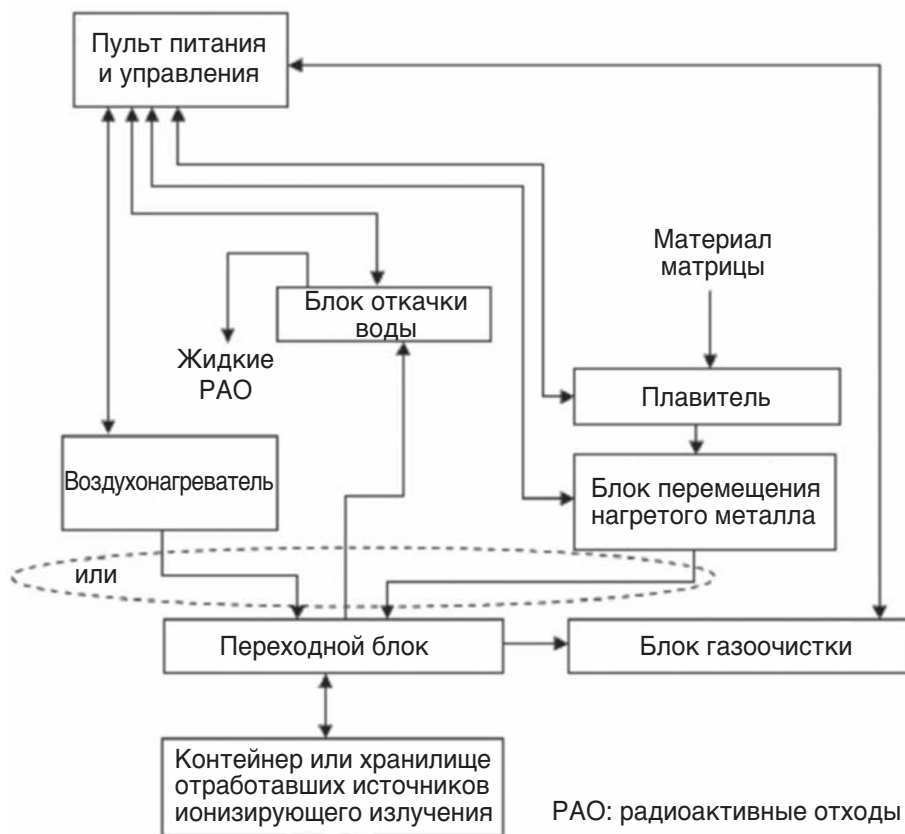 Пульт питания
и управления
Материал
матрицы
Блок откачки
воды
Жидкие
РАО
Плавитель
Воздухонагреватель
Блок перемещения
нагретого металла
или
Переходной блок
Блок газоочистки
Контейнер или хранилище
отработавших источников
ионизирующего излучения
РАО: радиоактивные отходы